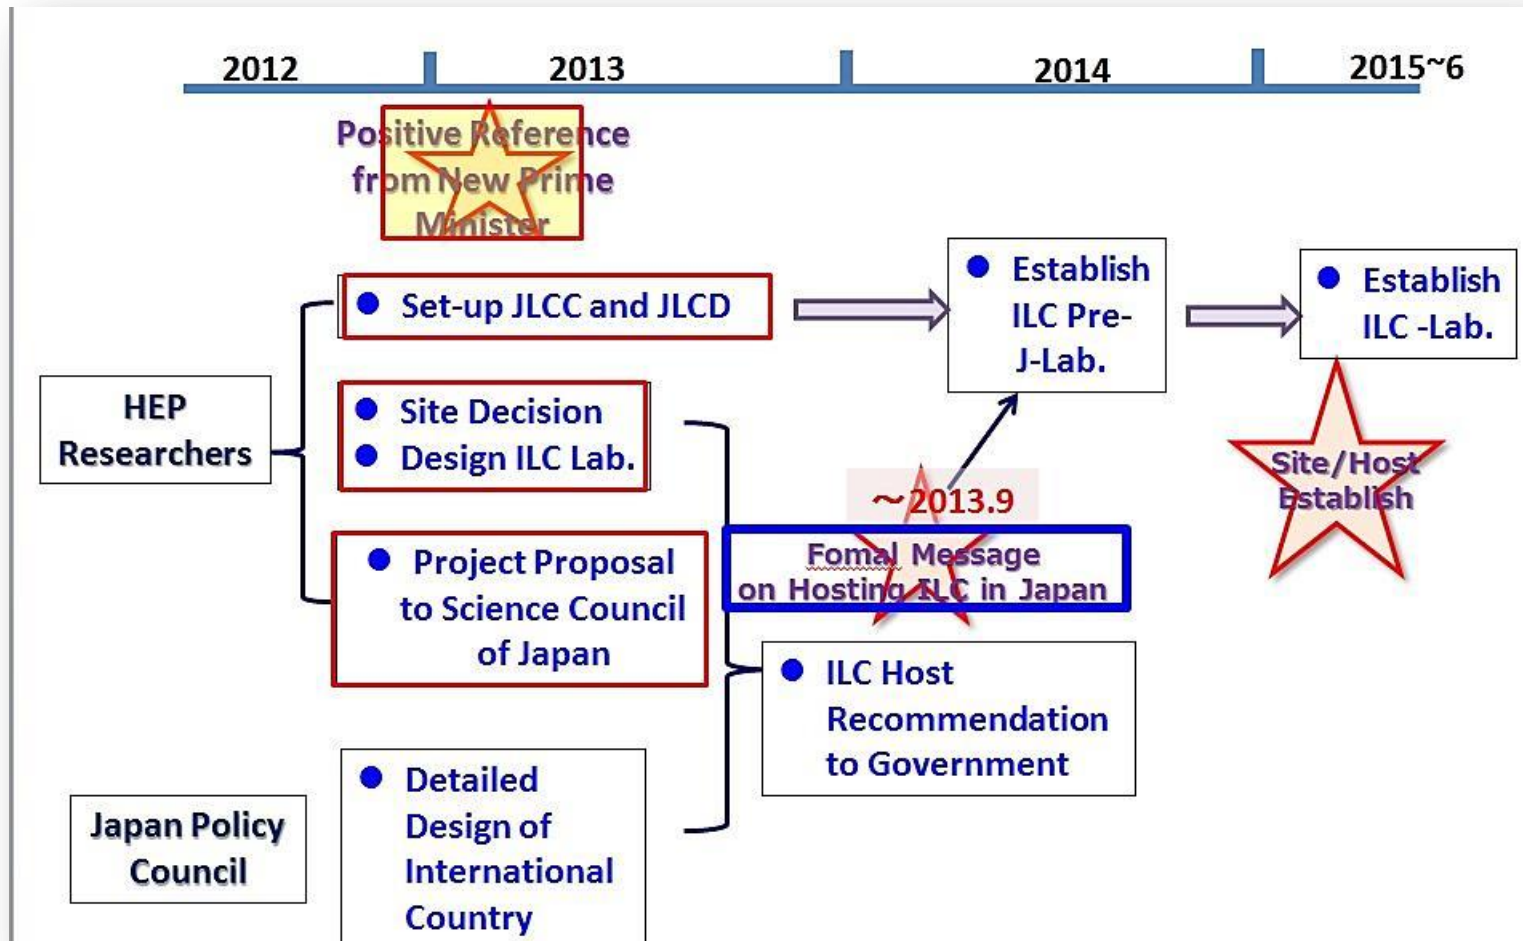 2012
2013
2014
2015~6
Positive Reference
from New Prime
Minister
Set-up JLCC and JLCD
Establish
ILC Pre-
J-Lab.
Establish
ILC -Lab.
HEP
Researchers
Site Decision
Design ILC Lab.
Site/Host
Establish
~2013.9
Fomal Message
on Hosting ILC in Japan
Project Proposal
to Science Council
of Japan
ILC Host
Recommendation
to Government
Japan Policy
Council
Detailed
Design of
International
Country